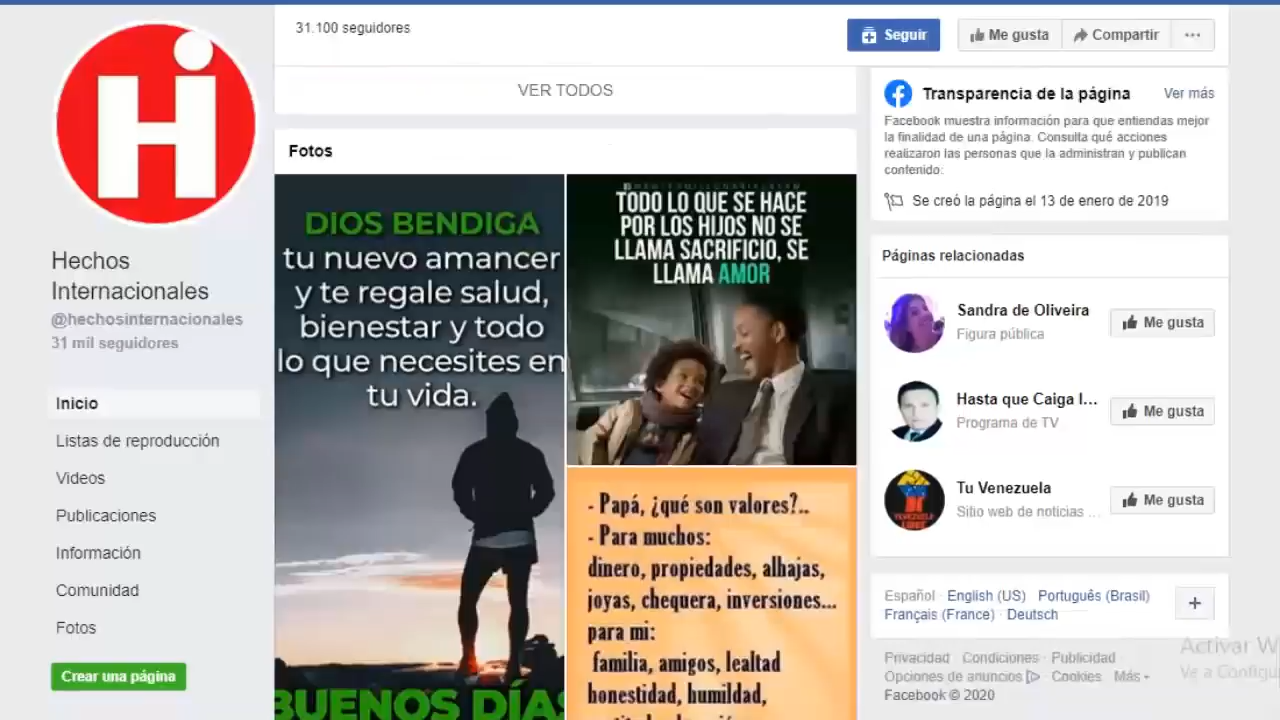 Hi
Hechos
Internacionales
@hechosinternacionales
31 mil seguidores
Inicio
Listas de reproducción
Videos
Publicaciones
Información
Comunidad
Fotos
Crear una página
31.100 seguidores
Seguir
Me gusta
Compartir
...
VER TODOS
Fotos
DIOS BENDIGA
tu nuevo amancer
y te regale salud,
bienestar y todo
lo que necesites en
tu vida.
BUENOS DÍAS
TODO LO QUE SE HACE
POR LOS HIJOS NO SE
LLAMA SACRIFICIO, SE
LLAMA AMOR
- Papá, ¿qué son valores?..
- Para muchos:
dinero, propiedades, alhajas,
joyas, chequera, inversiones...
para mi:
familia, amigos, lealtad
honestidad, humildad,
Transparencia de la página
Ver más
Facebook muestra información para que entiendas mejor
la finalidad de una página. Consulta qué acciones
realizaron las personas que la administran y publican
contenido.
Se creó la página el 13 de enero de 2019
Páginas relacionadas
Sandra de Oliveira
Figura pública
Me gusta
Hasta que Caiga l...
Programa de TV
Me gusta
Tu Venezuela
Sitio web de noticias ...
Me gusta
Español · English (US) · Português (Brasil) ·
Français (France) · Deutsch
+
Privacidad · Condiciones · Publicidad ·
Opciones de anuncios · Cookies · Más
Facebook © 2020
Activar W
Ve a Configu